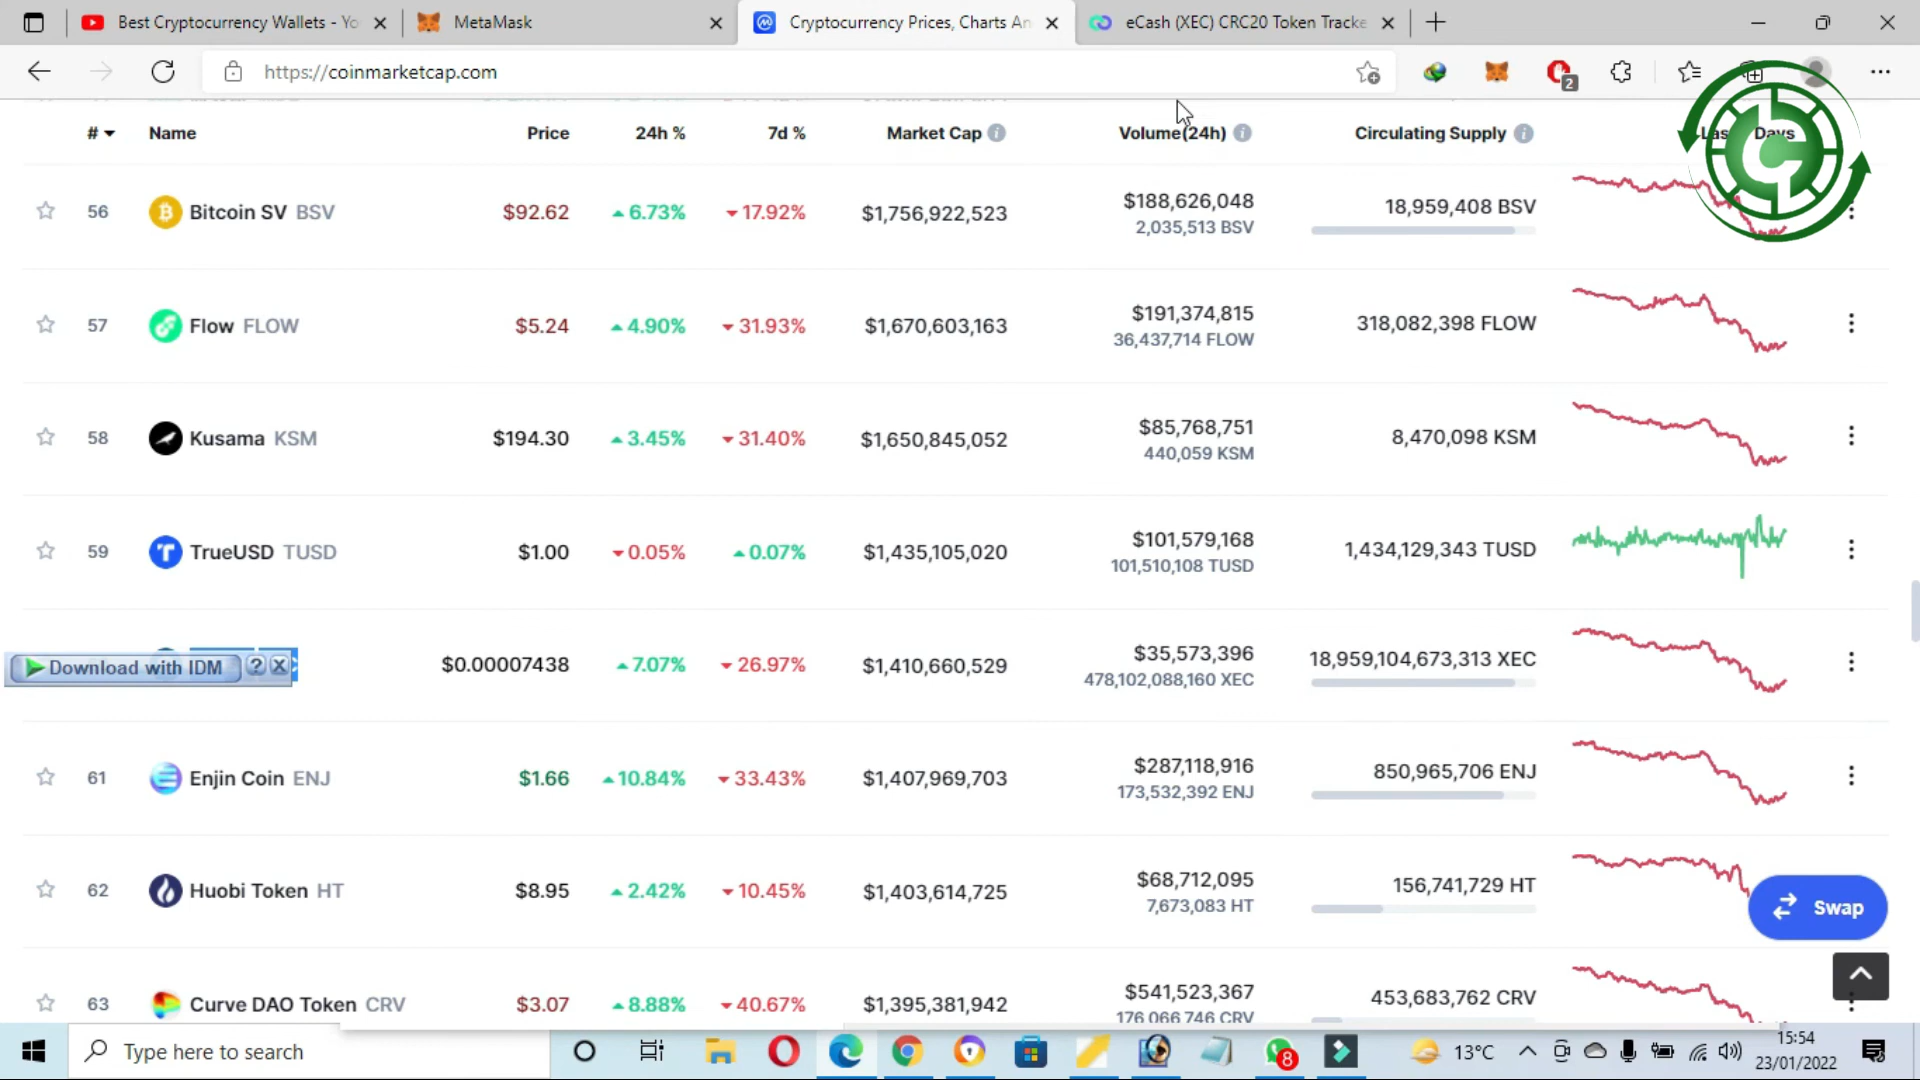 Best Cryptocurrency Wallets - Yo
MetaMask
Cryptocurrency Prices, Charts An
eCash (XEC) CRC20 Token Tracke
https://coinmarketcap.com
2
# Name Price 24h % 7d % Market Cap Volume(24h) Circulating Supply Las Days
56 Bitcoin SV BSV $92.62 6.73% 17.92% $1,756,922,523 $188,626,048 18,959,408 BSV
2,035,513 BSV
57 Flow FLOW $5.24 4.90% 31.93% $1,670,603,163 $191,374,815 318,082,398 FLOW
36,437,714 FLOW
58 Kusama KSM $194.30 3.45% 31.40% $1,650,845,052 $85,768,751 8,470,098 KSM
440,059 KSM
59 TrueUSD TUSD $1.00 0.05% 0.07% $1,435,105,020 $101,579,168 1,434,129,343 TUSD
101,510,108 TUSD
Download with IDM ? X $0.00007438 7.07% 26.97% $1,410,660,529 $35,573,396 18,959,104,673,313 XEC
478,102,088,160 XEC
61 Enjin Coin ENJ $1.66 10.84% 33.43% $1,407,969,703 $287,118,916 850,965,706 ENJ
173,532,392 ENJ
62 Huobi Token HT $8.95 2.42% 10.45% $1,403,614,725 $68,712,095 156,741,729 HT
7,673,083 HT
Swap
63 Curve DAO Token CRV $3.07 8.88% 40.67% $1,395,381,942 $541,523,367 453,683,762 CRV
176,066,746 CRV
Type here to search
8
13°C
15:54
23/01/2022